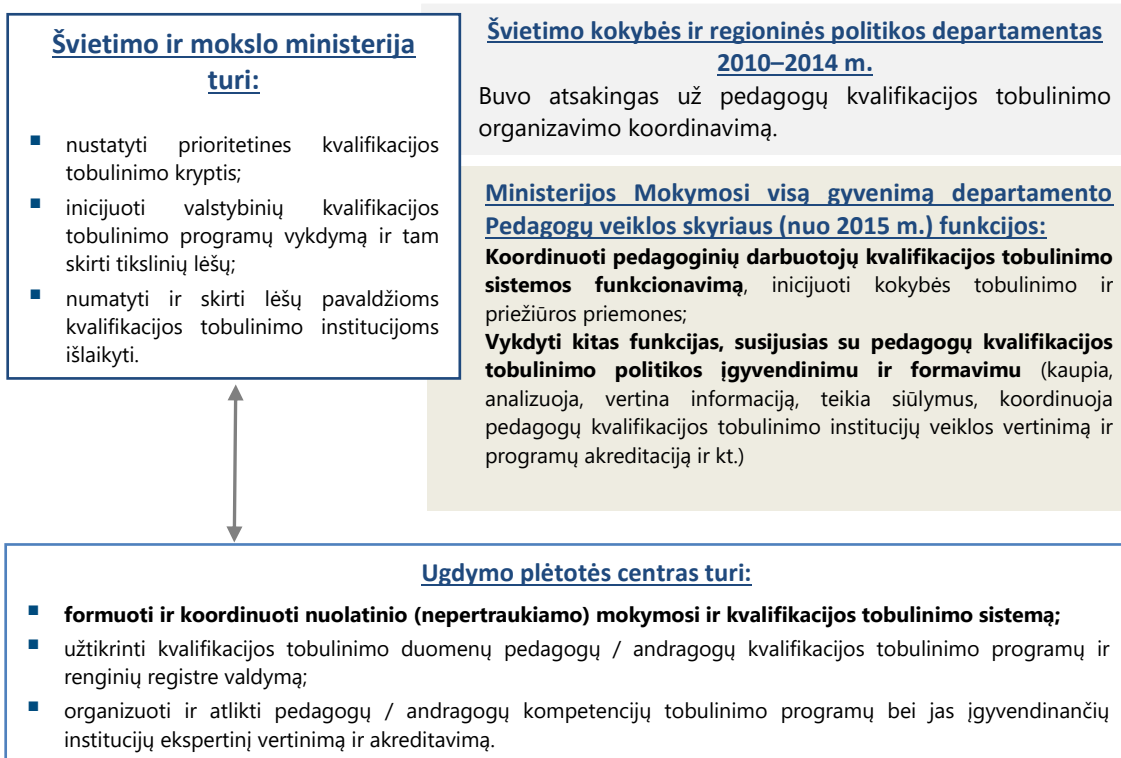 Švietimo ir mokslo ministerija
turi:
▪ nustatyti prioritetines kvalifikacijos
tobulinimo kryptis;
▪ inicijuoti valstybinių kvalifikacijos
tobulinimo programų vykdymą ir tam
skirti tikslinių lėšų;
▪ numatyti ir skirti lėšų pavaldžioms
kvalifikacijos tobulinimo institucijoms
išlaikyti.
Švietimo kokybės ir regioninės politikos departamentas
2010–2014 m.
Buvo atsakingas už pedagogų kvalifikacijos tobulinimo
organizavimo koordinavimą.
Ministerijos Mokymosi visą gyvenimą departamento
Pedagogų veiklos skyriaus (nuo 2015 m.) funkcijos:
Koordinuoti pedagoginių darbuotojų kvalifikacijos tobulinimo
sistemos funkcionavimą, inicijuoti kokybės tobulinimo ir
priežiūros priemones;
Vykdyti kitas funkcijas, susijusias su pedagogų kvalifikacijos
tobulinimo politikos įgyvendinimu ir formavimu (kaupia,
analizuoja, vertina informaciją, teikia siūlymus, koordinuoja
pedagogų kvalifikacijos tobulinimo institucijų veiklos vertinimą ir
programų akreditaciją ir kt.)
Ugdymo plėtotės centras turi:
▪ formuoti ir koordinuoti nuolatinio (nepertraukiamo) mokymosi ir kvalifikacijos tobulinimo sistemą;
▪ užtikrinti kvalifikacijos tobulinimo duomenų pedagogų / andragogų kvalifikacijos tobulinimo programų ir
renginių registre valdymą;
▪ organizuoti ir atlikti pedagogų / andragogų kompetencijų tobulinimo programų bei jas įgyvendinančių
institucijų ekspertinį vertinimą ir akreditavimą.